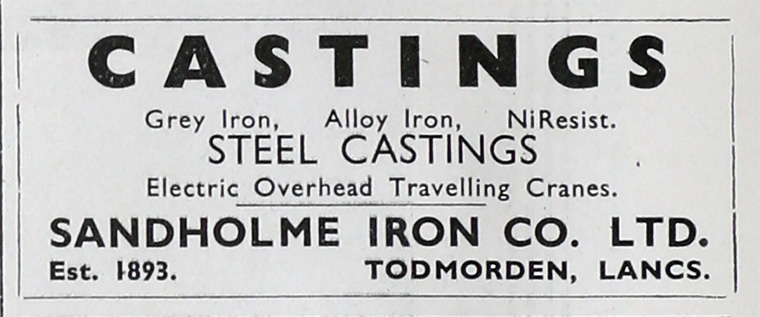 CASTINGS
Grey Iron, Alloy Iron, NiResist.
STEEL CASTINGS
Electric Overhead Travelling Cranes.
SANDHOLME IRON CO. LTD.
Est. 1893. TODMORDEN, LANCS.